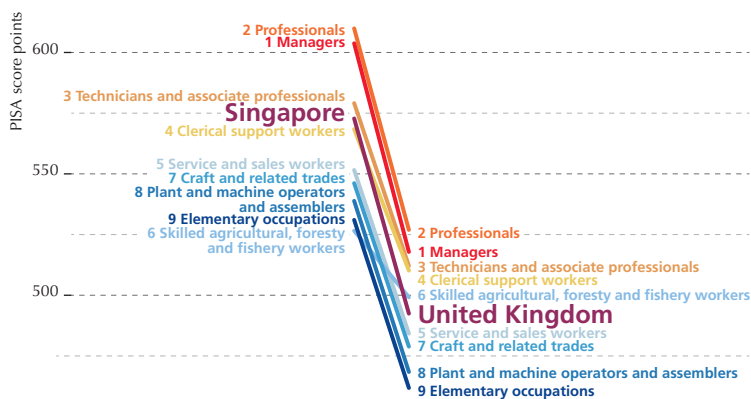 PISA score points
600
550
500
2 Professionals
1 Managers
3 Technicians and associate professionals
Singapore
4 Clerical support workers
5 Service and sales workers
7 Craft and related trades
8 Plant and machine operators
and assemblers
9 Elementary occupations
6 Skilled agricultural, foresty
and fishery workers
2 Professionals
1 Managers
3 Technicians and associate professionals
4 Clerical support workers
6 Skilled agricultural, foresty and fishery workers
United Kingdom
5 Service and sales workers
7 Craft and related trades
8 Plant and machine operators and assemblers
9 Elementary occupations